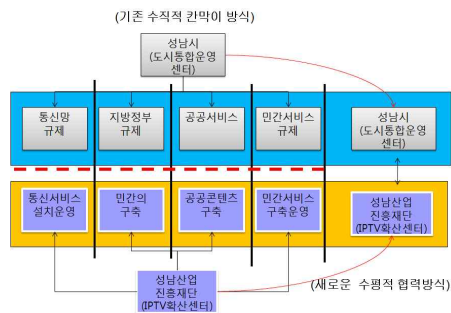 (기존 수직적 칸막이 방식)
성남시
(도시통합운영
센터)
통신망
규제
지방정부
규제
공공서비스
민간서비스
규제
성남시
(도시통합운영
센터)
통신서비스
설치운영
민간의
구축
공공콘텐츠
구축
민간서비스
구축운영
성남산업
진흥재단
(IPTV확산센터)
성남산업
진흥재단
(IPTV확산센터)
(새로운 수평적 협력방식)